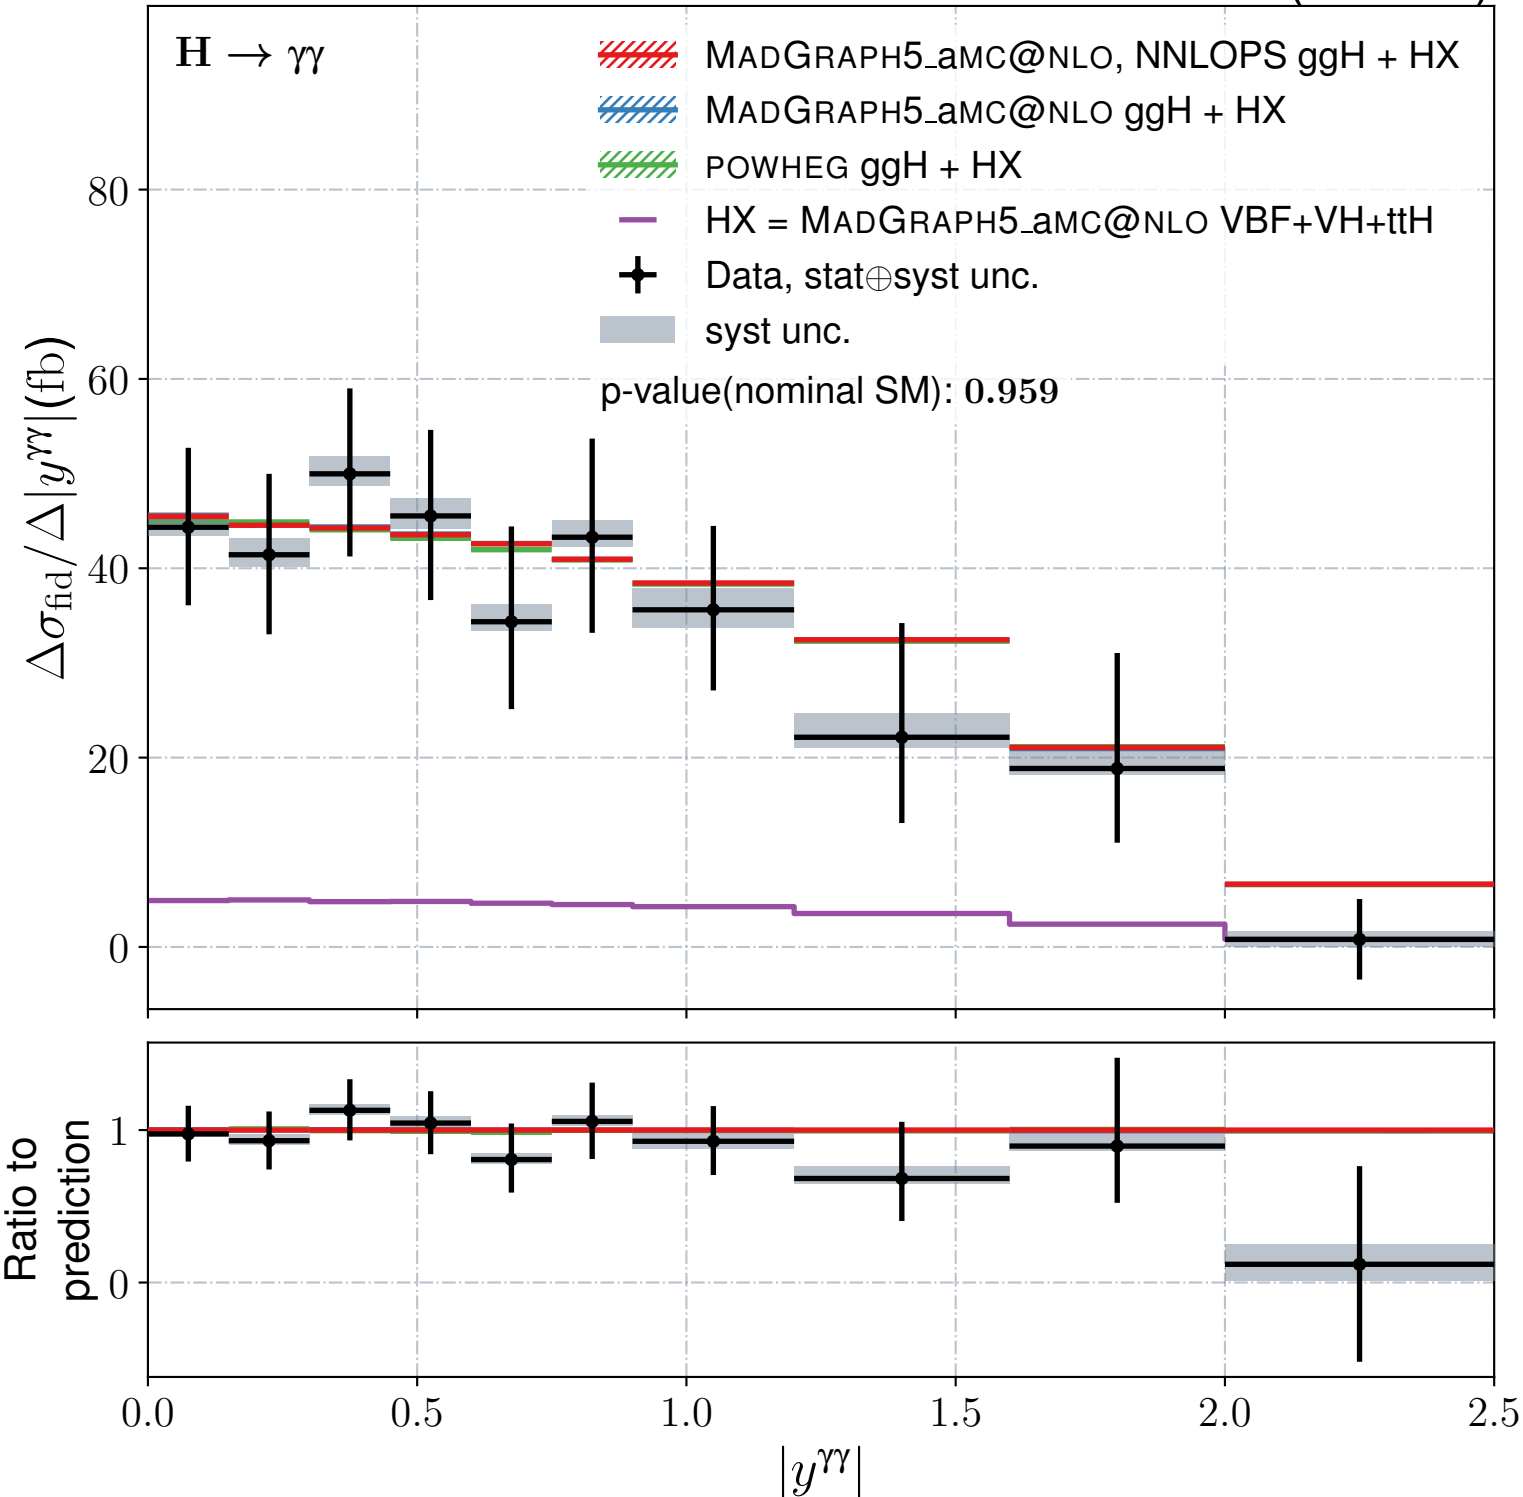 H → γγ
MADGRAPH5_aMC@NLO, NNLOPS ggH + HX
MADGRAPH5_aMC@NLO ggH + HX
POWHEG ggH + HX
HX = MADGRAPH5_aMC@NLO VBF+VH+ttH
Data, stat⊕syst unc.
syst unc.
p-value(nominal SM): 0.959
Δσfid/Δ|yγγ|(fb)
80
60
40
20
0
Ratio to
prediction
1
0
0.0 0.5 1.0 1.5 2.0 2.5
|yγγ|